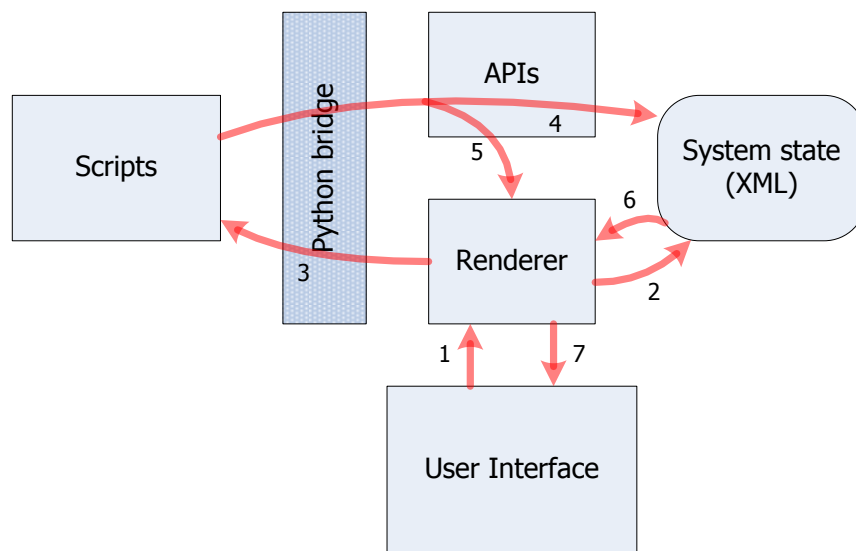 APIs
4
5
Python bridge
Scripts
System state
(XML)
6
Renderer
3
2
1
7
User Interface